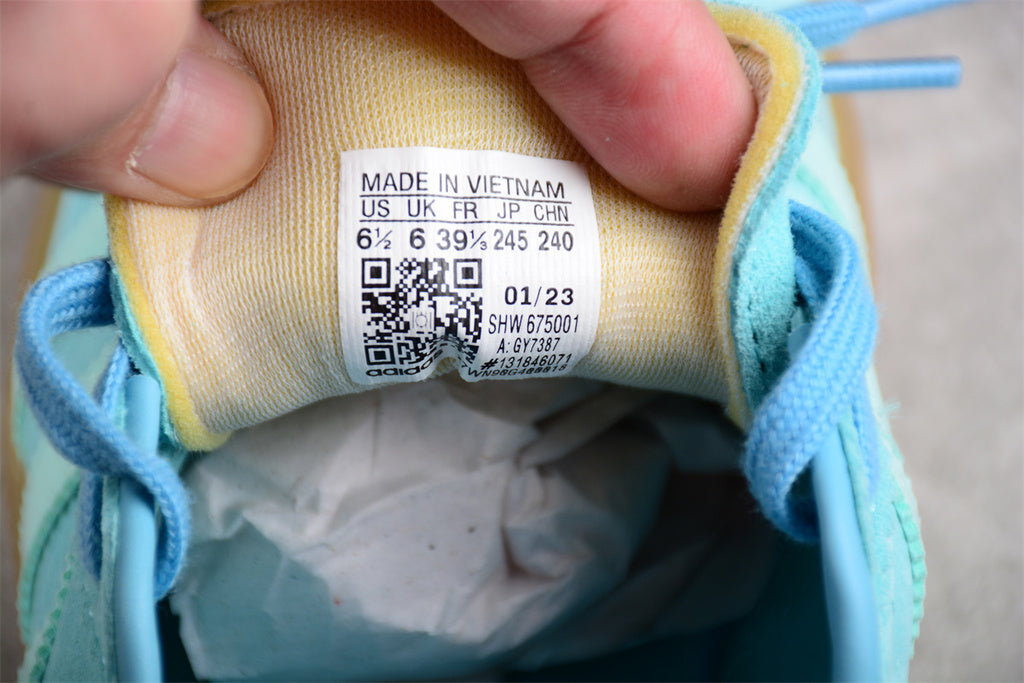 MADE IN VIETNAM
US UK FR JP CHN
6½ 6 39⅓ 245 240
01/23
SHW 675001
A: GY7387
#131846071
adidas